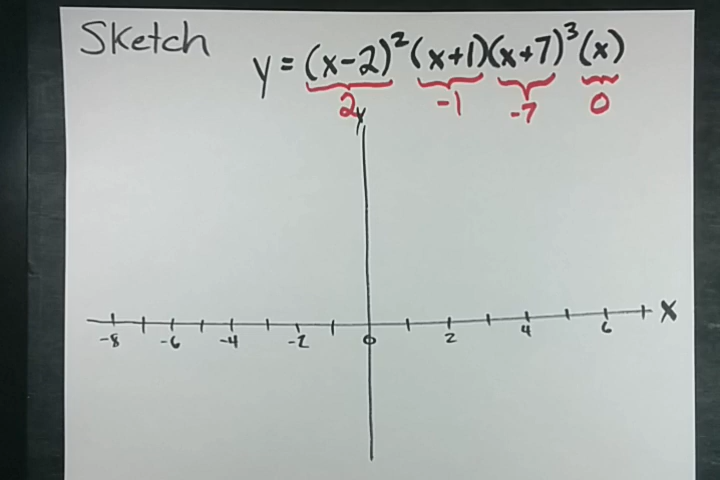 Sketch y = (x-2)²(x+1)(x+7)³(x)
2 -1 -7 0
y
x
-8 -6 -4 -2 0 2 4 6